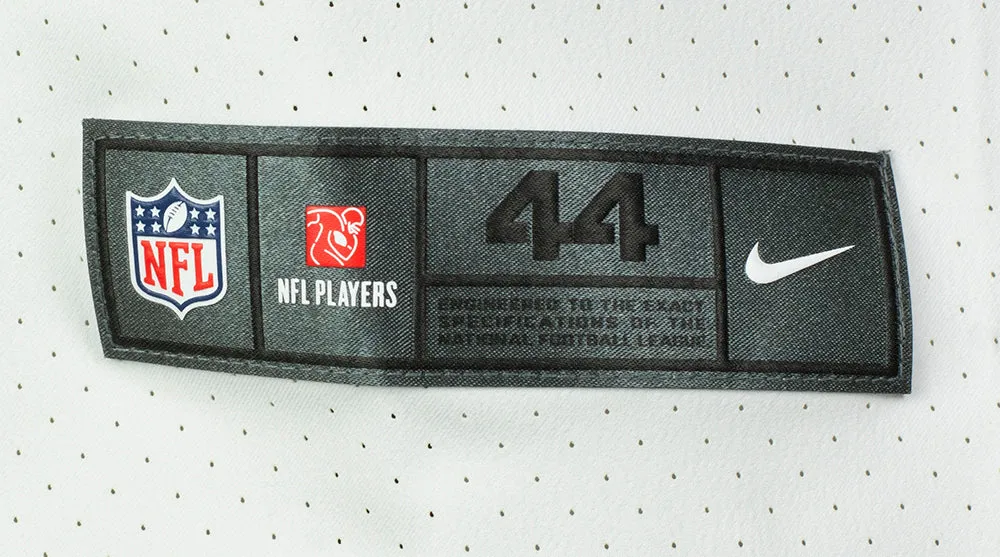 NFL
NFL PLAYERS
44
ENGINEERED TO THE EXACT
SPECIFICATIONS OF THE
NATIONAL FOOTBALL LEAGUE